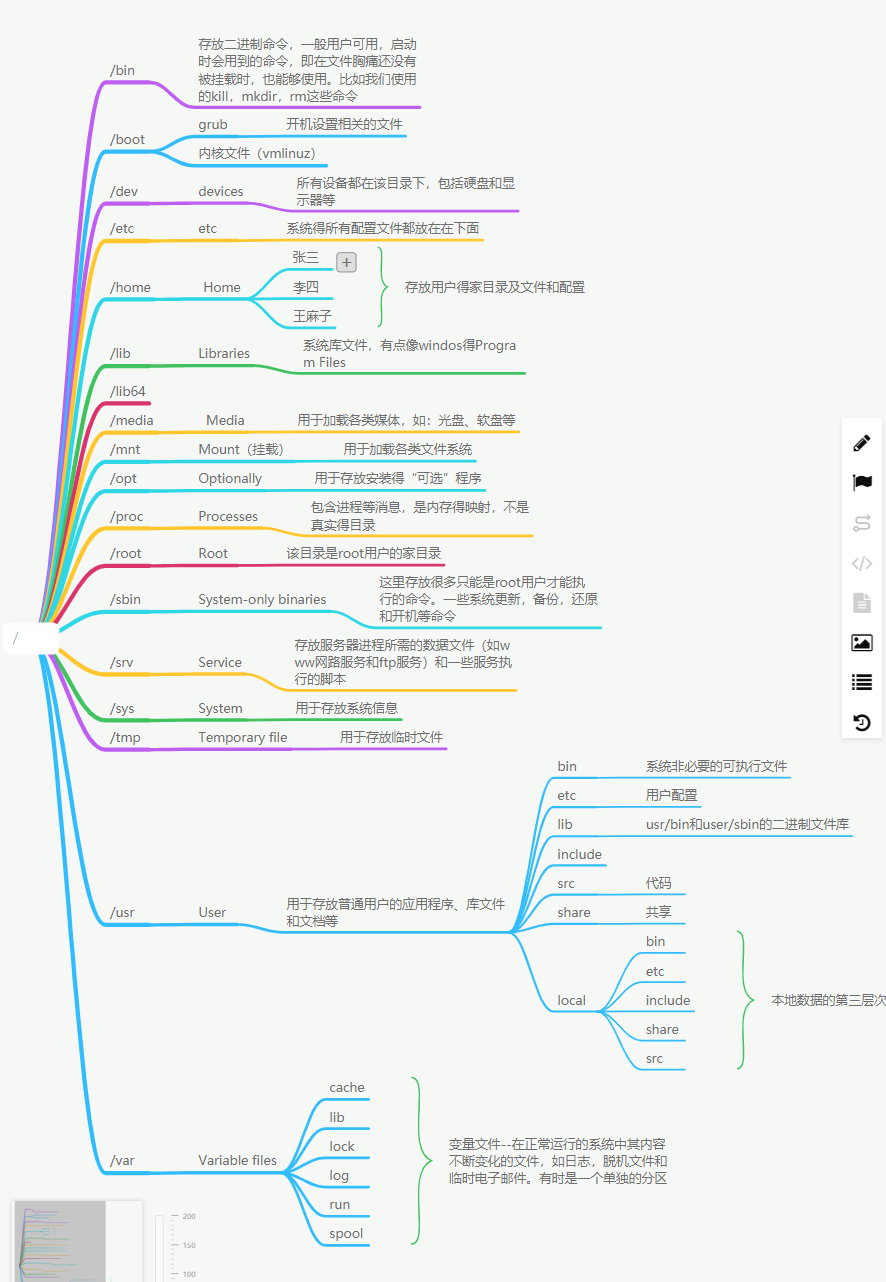 /
/bin
存放二进制命令，一般用户可用，启动
时会用到的命令，即在文件胸痛还没有
被挂载时，也能够使用。比如我们使用
的kill，mkdir，rm这些命令
/boot
grub
开机设置相关的文件
内核文件（vmlinuz）
/dev
devices
所有设备都在该目录下，包括硬盘和显
示器等
/etc
etc
系统得所有配置文件都放在在下面
/home
Home
张三
李四
王麻子
存放用户得家目录及文件和配置
/lib
Libraries
系统库文件，有点像windos得Progra
m Files
/lib64
/media
Media
用于加载各类媒体，如：光盘、软盘等
/mnt
Mount（挂载）
用于加载各类文件系统
/opt
Optionally
用于存放安装得“可选”程序
/proc
Processes
包含进程等消息，是内存得映射，不是
真实得目录
/root
Root
该目录是root用户的家目录
/sbin
System-only binaries
这里存放很多只能是root用户才能执
行的命令。一些系统更新，备份，还原
和开机等命令
/srv
Service
存放服务器进程所需的数据文件（如w
ww网路服务和ftp服务）和一些服务执
行的脚本
/sys
System
用于存放系统信息
/tmp
Temporary file
用于存放临时文件
/usr
User
用于存放普通用户的应用程序、库文件
和文档等
bin
系统非必要的可执行文件
etc
用户配置
lib
usr/bin和user/sbin的二进制文件库
include
src
代码
share
共享
local
bin
etc
include
share
src
本地数据的第三层次
/var
Variable files
cache
lib
lock
log
run
spool
变量文件--在正常运行的系统中其内容
不断变化的文件，如日志，脱机文件和
临时电子邮件。有时是一个单独的分区
200
150
100